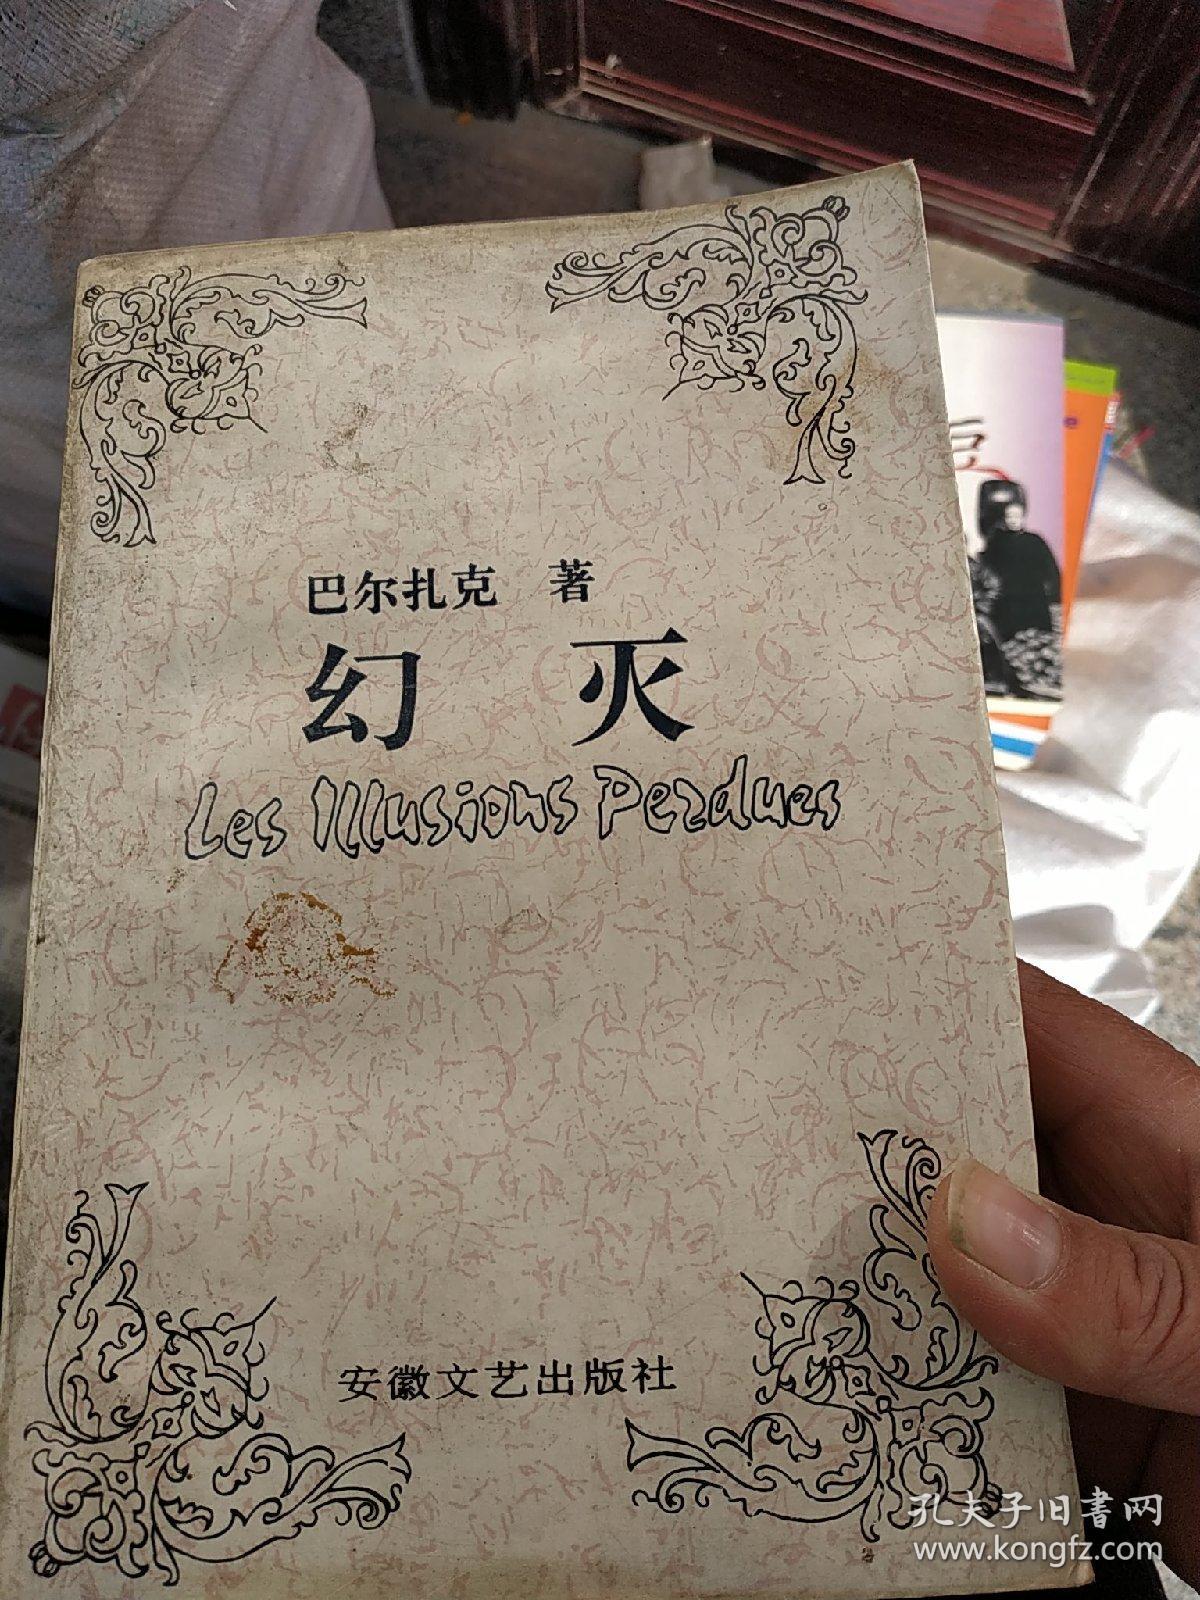 巴尔扎克 著
幻 灭
Les Illusions Perdues
安徽文艺出版社
孔夫子旧書网
www.kongfz.com